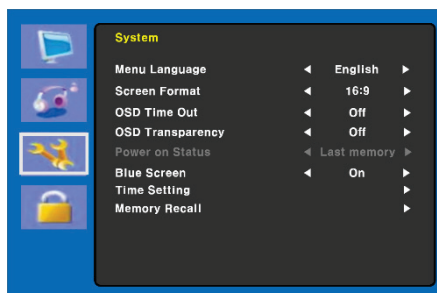 System
Menu Language ◀ English ▶
Screen Format ◀ 16:9 ▶
OSD Time Out ◀ Off ▶
OSD Transparency ◀ Off ▶
Power on Status ◀ Last memory ▶
Blue Screen ◀ On ▶
Time Setting ▶
Memory Recall ▶